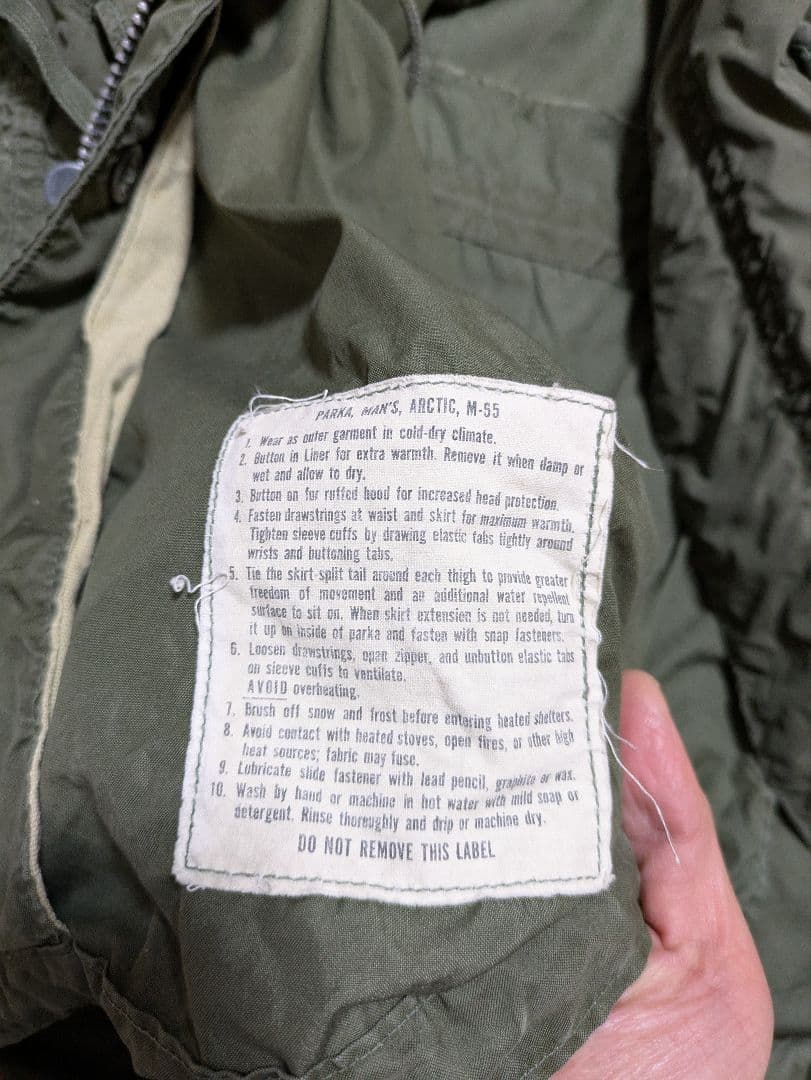 PARKA, MAN'S, ARCTIC, M-65
1. Wear as outer garment in cold-dry climate.
2. Button in Liner for extra warmth. Remove it when damp or
wet and allow to dry.
3. Button on fur ruffed hood for increased head protection.
4. Fasten drawstrings at waist and skirt for maximum warmth.
Tighten sleeve cuffs by drawing elastic tabs tightly around
wrists and buttoning tabs.
5. Tie the skirt split tail around each thigh to provide greater
freedom of movement and an additional water repellent
surface to sit on. When skirt extension is not needed, turn
it up on inside of parka and fasten with snap fasteners.
6. Loosen drawstrings, open zipper, and unbutton elastic tabs
on sleeve cuffs to ventilate.
AVOID overheating.
7. Brush off snow and frost before entering heated shelters.
8. Avoid contact with heated stoves, open fires, or other high
heat sources; fabric may fuse.
9. Lubricate slide fastener with lead pencil, graphite or wax.
10. Wash by hand or machine in hot water with mild soap or
detergent. Rinse thoroughly and drip or machine dry.
DO NOT REMOVE THIS LABEL